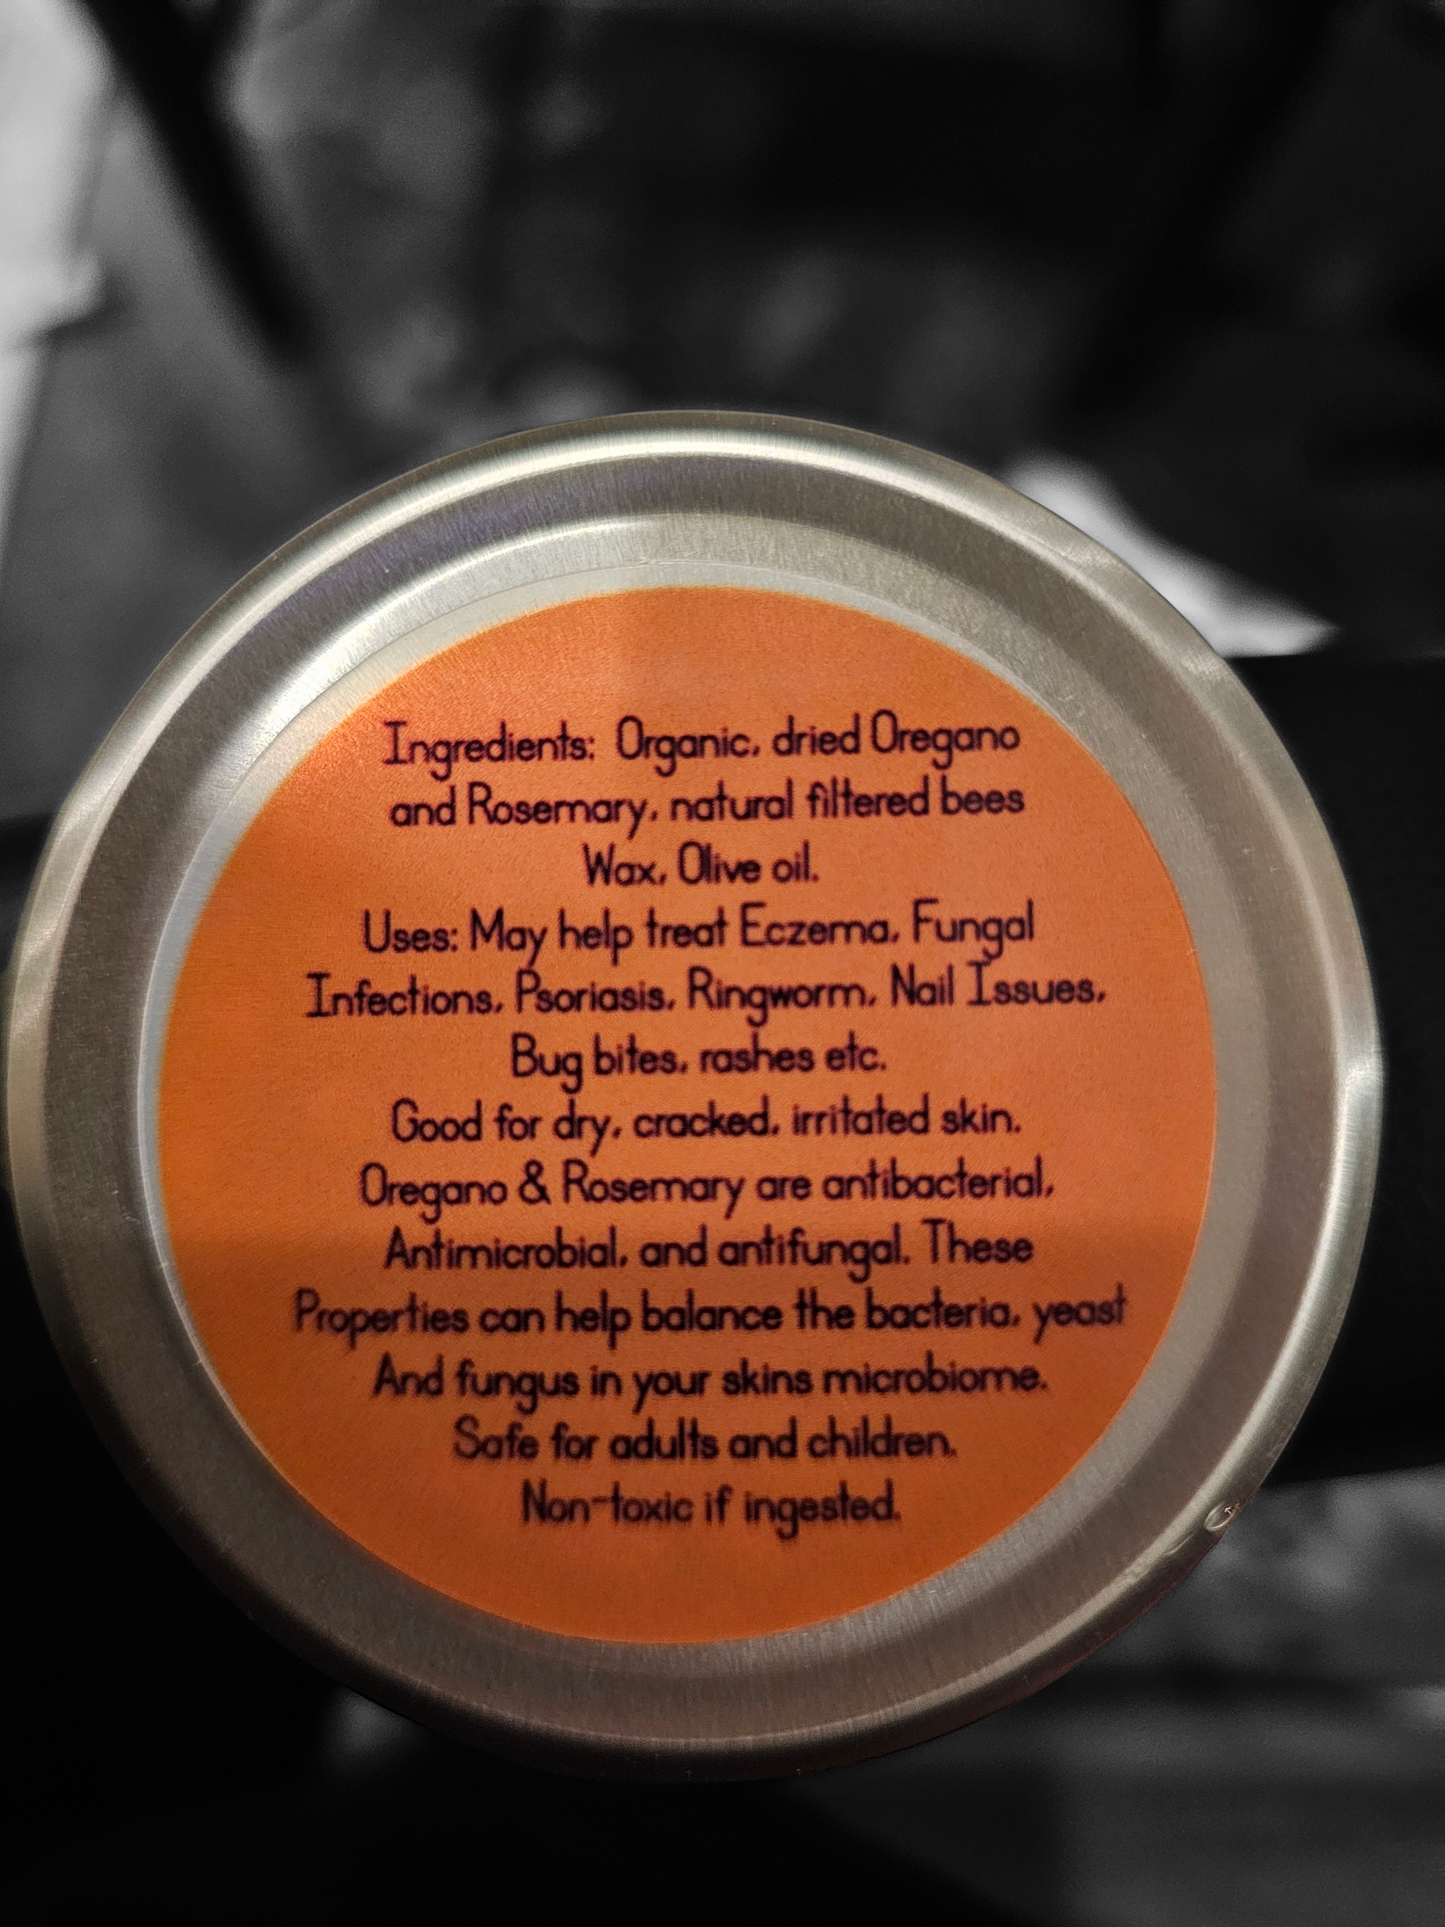 Ingredients: Organic, dried Oregano
and Rosemary, natural filtered bees
Wax, Olive oil.
Uses: May help treat Eczema, Fungal
Infections, Psoriasis, Ringworm, Nail Issues,
Bug bites, rashes etc.
Good for dry, cracked, irritated skin.
Oregano & Rosemary are antibacterial,
Antimicrobial, and antifungal. These
Properties can help balance the bacteria, yeast
And fungus in your skins microbiome.
Safe for adults and children.
Non-toxic if ingested.